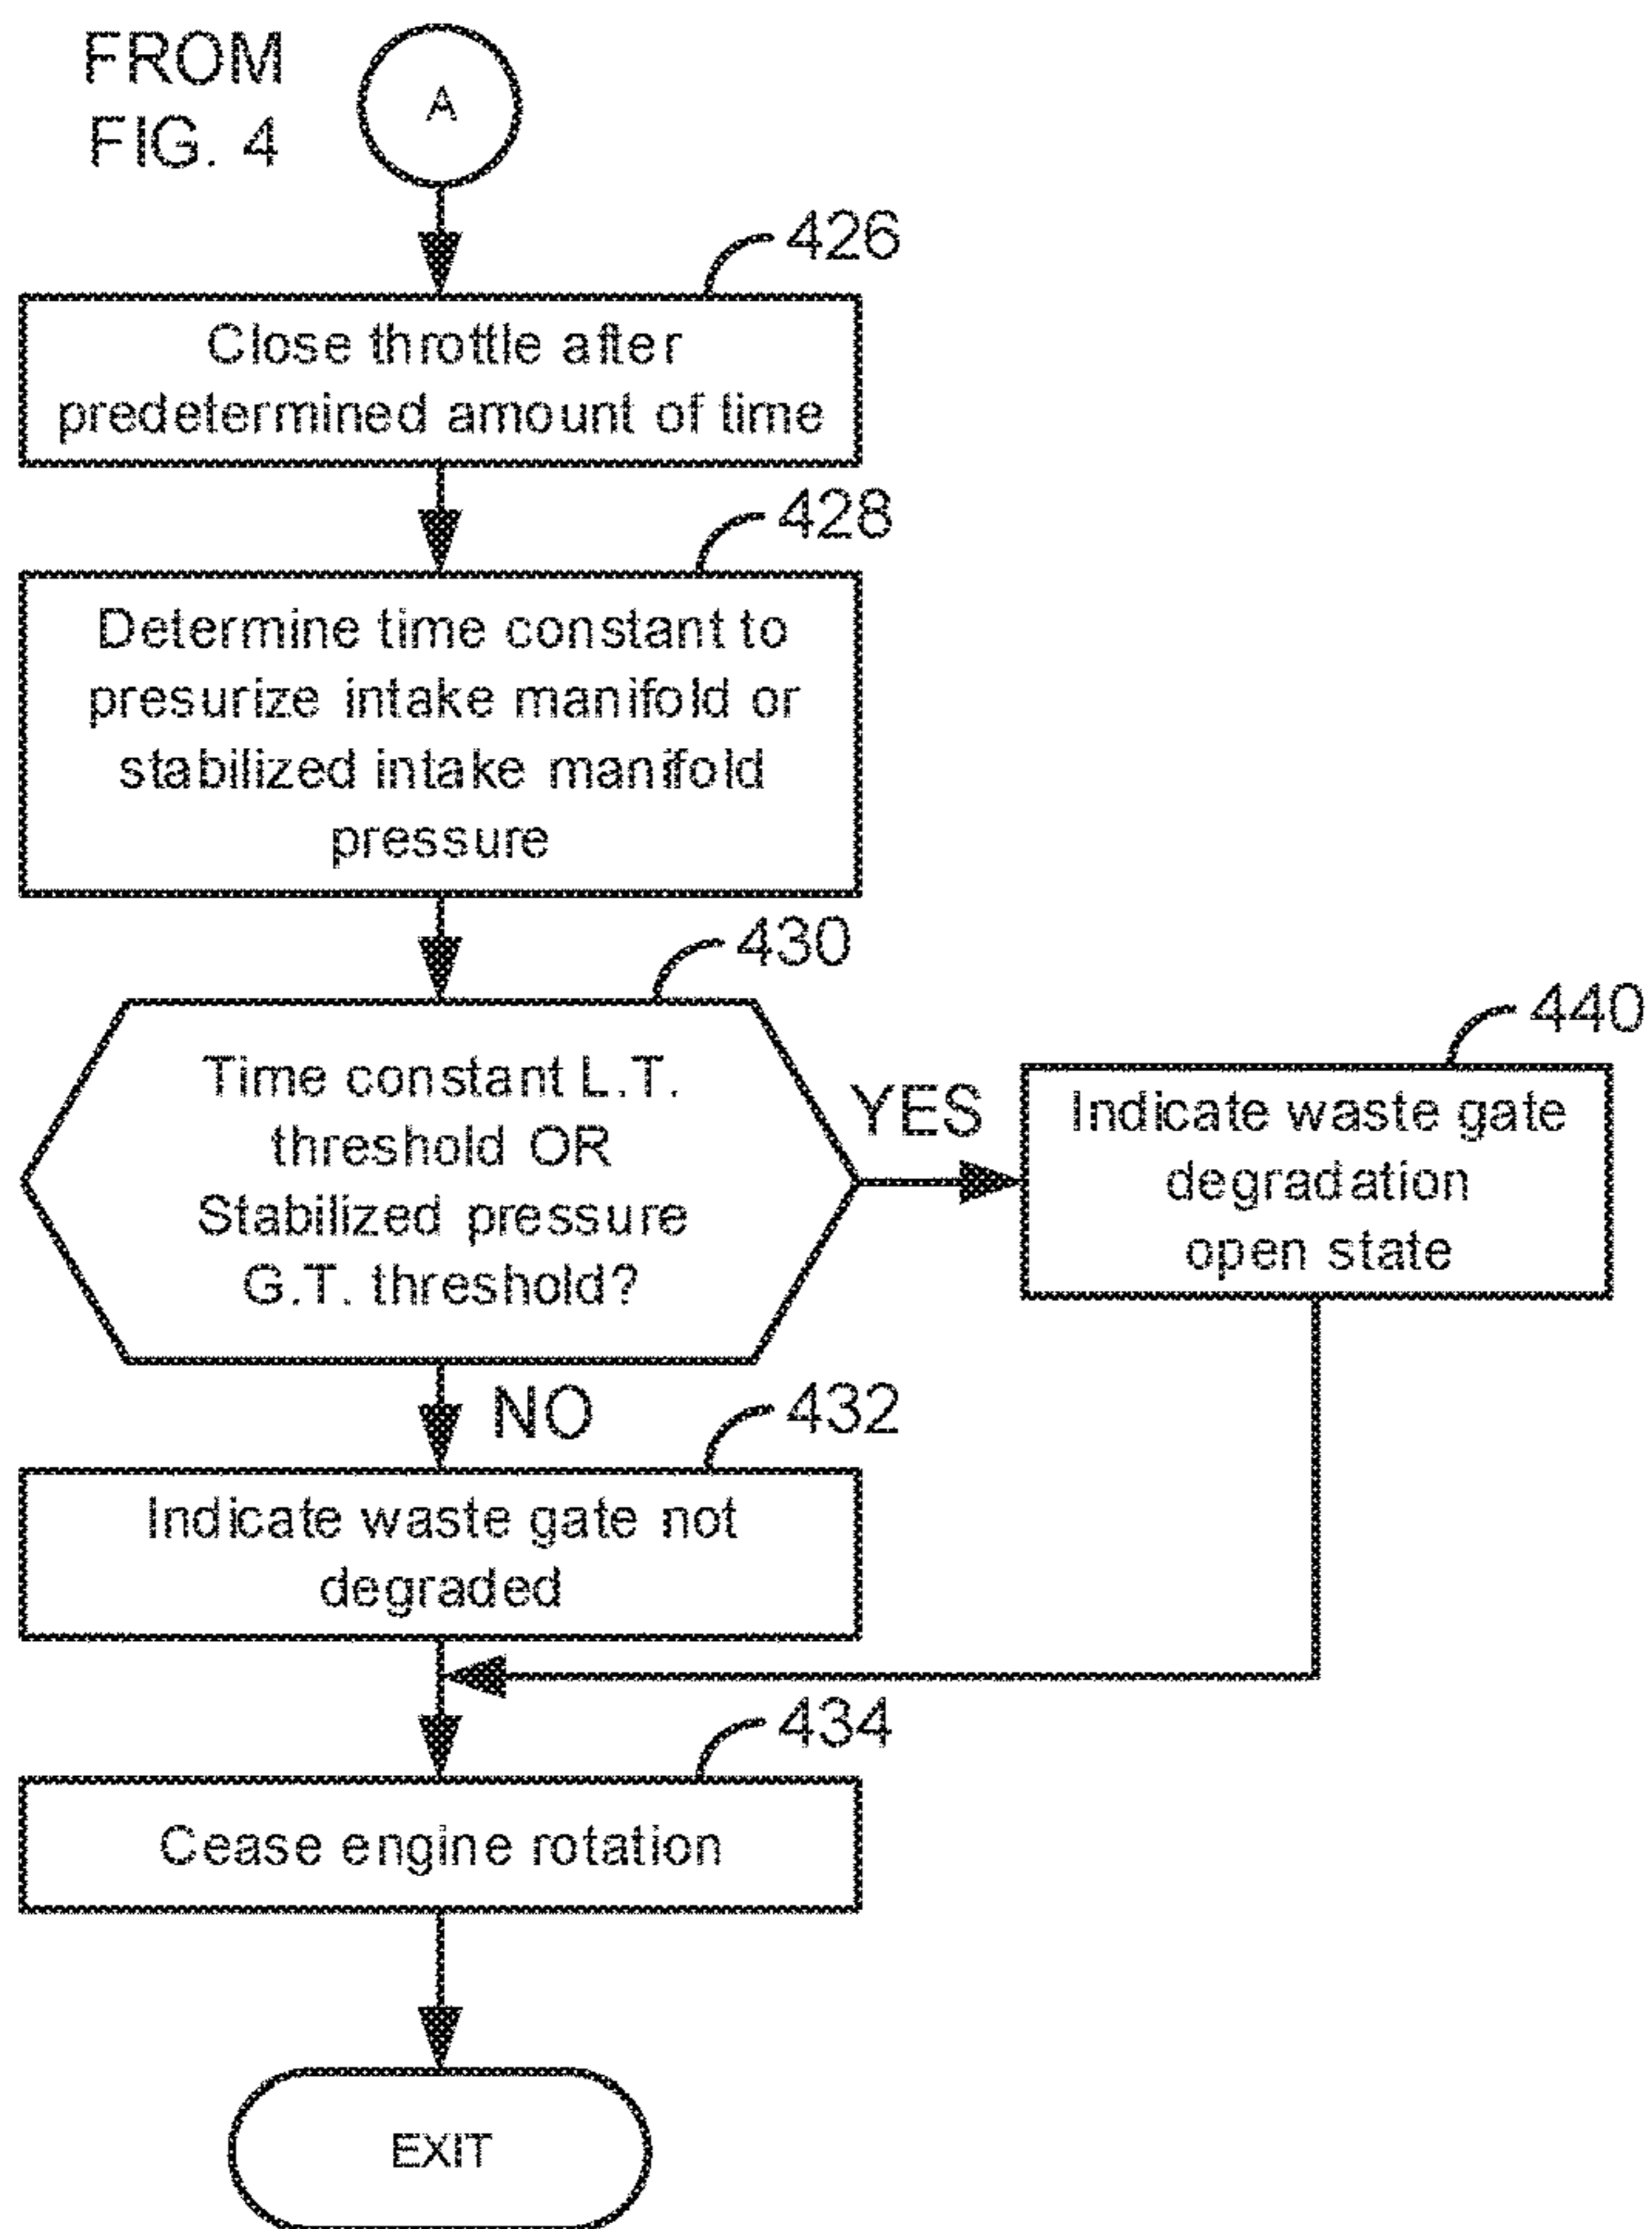 FROM
FIG. 4
A
426
Close throttle after
predetermined amount of time
428
Determine time constant to
presurize intake manifold or
stabilized intake manifold
pressure
430
Time constant L.T.
threshold OR
Stabilized pressure
G.T. threshold?
YES
440
Indicate waste gate
degradation
open state
NO
432
Indicate waste gate not
degraded
434
Cease engine rotation
EXIT